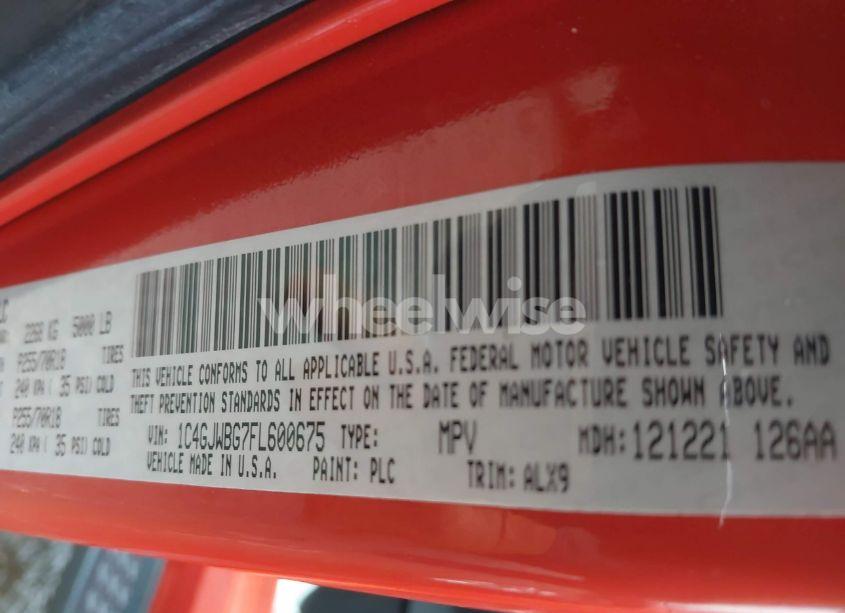 LC
2268 KG 5000 LB
P255/70R18 TIRES
240 KPA ( 35 PSI) COLD
P255/70R18 TIRES
240 KPA ( 35 PSI) COLD
THIS VEHICLE CONFORMS TO ALL APPLICABLE U.S.A. FEDERAL MOTOR VEHICLE SAFETY AND
THEFT PREVENTION STANDARDS IN EFFECT ON THE DATE OF MANUFACTURE SHOWN ABOVE.
VIN: 1C4GJWBG7FL600675 TYPE: MPV MDH: 121221 126AA
VEHICLE MADE IN U.S.A. PAINT: PLC TRIM: ALX9
wheelwise